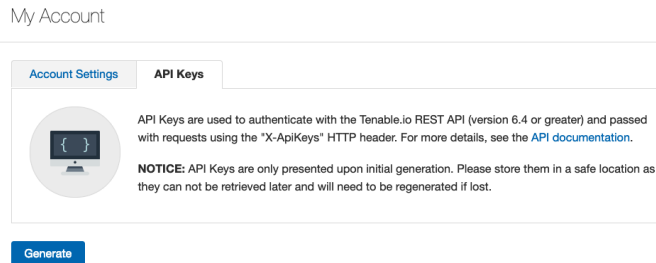 My Account
Account Settings API Keys
API Keys are used to authenticate with the Tenable.io REST API (version 6.4 or greater) and passed
with requests using the "X-ApiKeys" HTTP header. For more details, see the API documentation.
{ }
NOTICE: API Keys are only presented upon initial generation. Please store them in a safe location as
they can not be retrieved later and will need to be regenerated if lost.
Generate